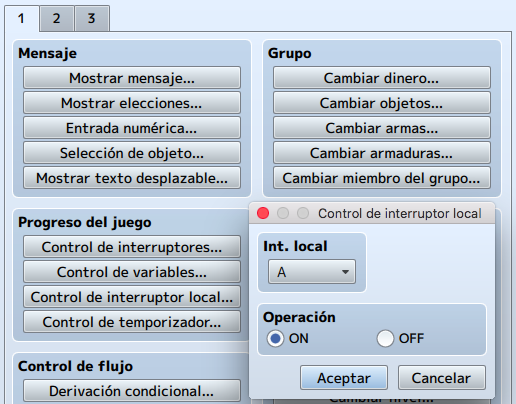 1
2
3
Mensaje
Mostrar mensaje...
Mostrar elecciones...
Entrada numérica...
Selección de objeto...
Mostrar texto desplazable...
Grupo
Cambiar dinero...
Cambiar objetos...
Cambiar armas...
Cambiar armaduras...
Cambiar miembro del grupo...
Progreso del juego
Control de interruptores...
Control de variables...
Control de interruptor local...
Control de temporizador...
Control de flujo
Derivación condicional...
Control de interruptor local
Int. local
A
Operación
ON
OFF
Aceptar
Cancelar
Cambiar nivel...